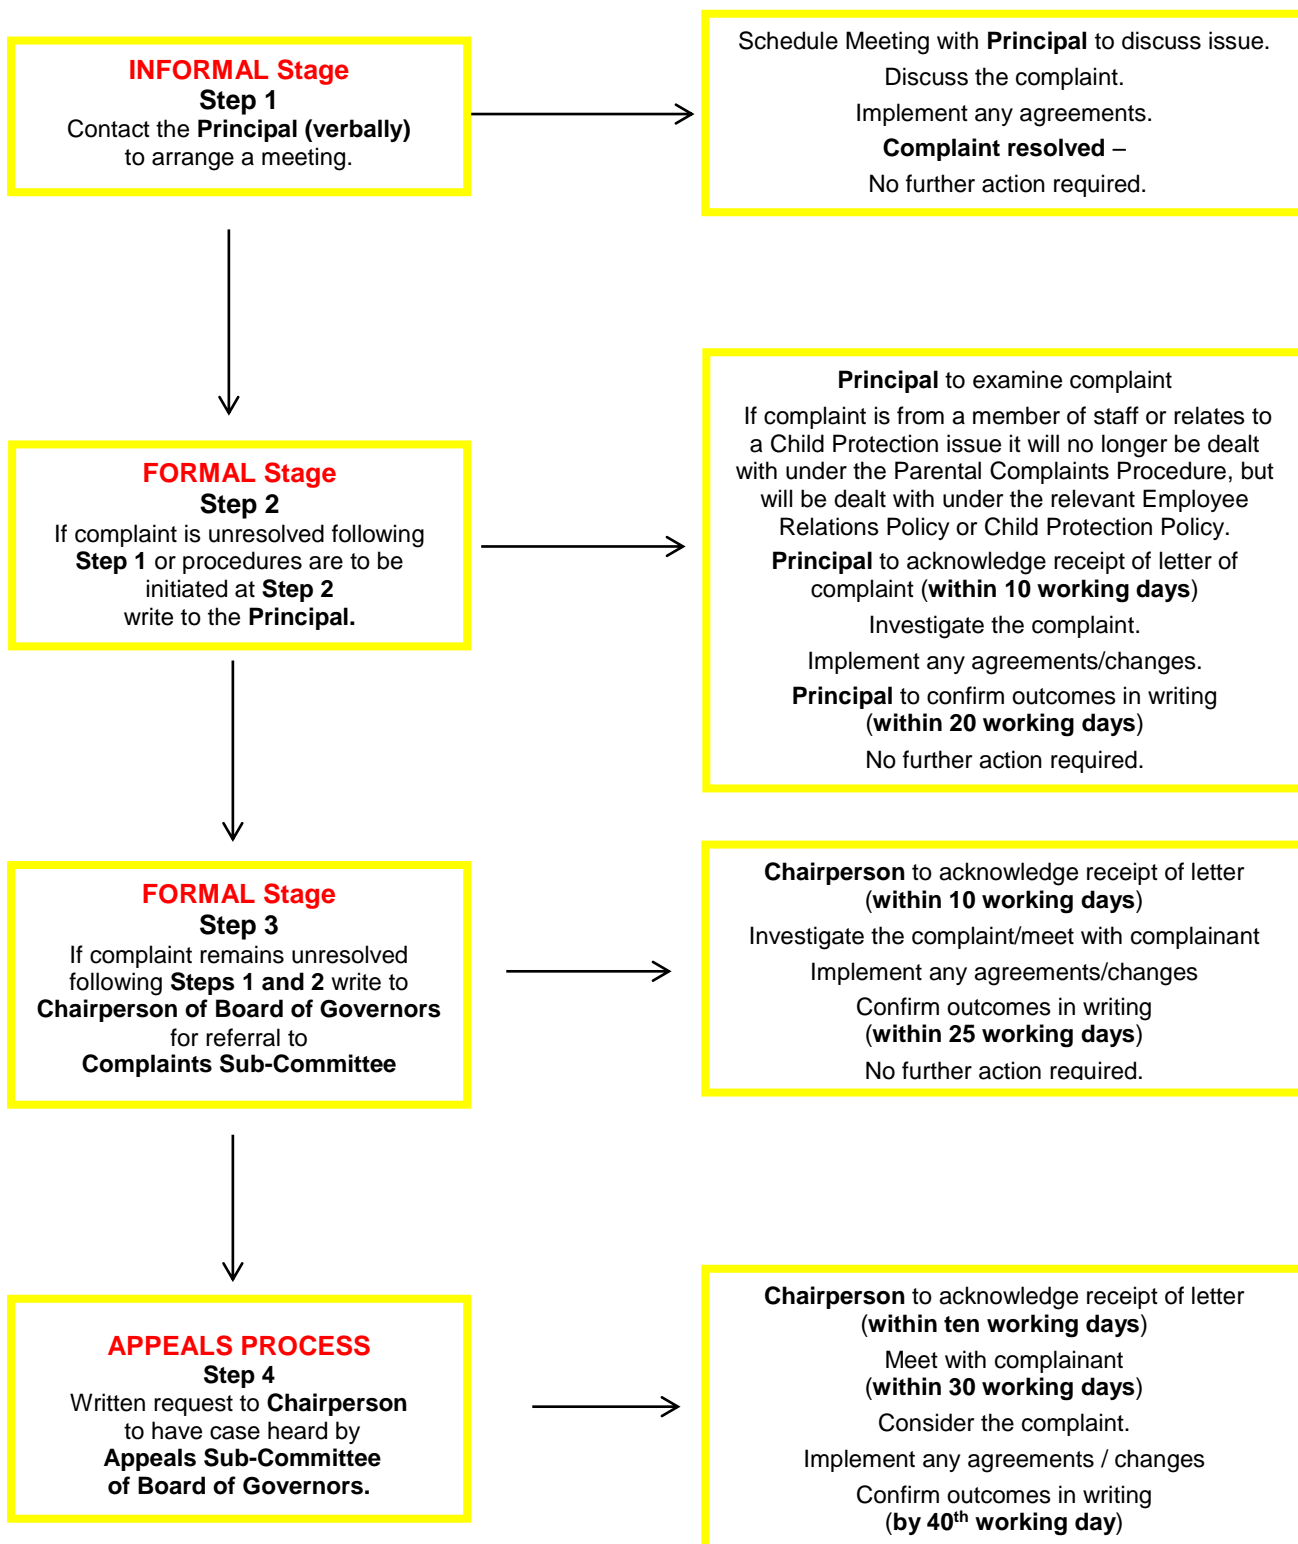 INFORMAL Stage
Step 1
Contact the Principal (verbally)
to arrange a meeting.
Schedule Meeting with Principal to discuss issue.
Discuss the complaint.
Implement any agreements.
Complaint resolved –
No further action required.
FORMAL Stage
Step 2
If complaint is unresolved following
Step 1 or procedures are to be
initiated at Step 2
write to the Principal.
Principal to examine complaint
If complaint is from a member of staff or relates to
a Child Protection issue it will no longer be dealt
with under the Parental Complaints Procedure, but
will be dealt with under the relevant Employee
Relations Policy or Child Protection Policy.
Principal to acknowledge receipt of letter of
complaint (within 10 working days)
Investigate the complaint.
Implement any agreements/changes.
Principal to confirm outcomes in writing
(within 20 working days)
No further action required.
FORMAL Stage
Step 3
If complaint remains unresolved
following Steps 1 and 2 write to
Chairperson of Board of Governors
for referral to
Complaints Sub-Committee
Chairperson to acknowledge receipt of letter
(within 10 working days)
Investigate the complaint/meet with complainant
Implement any agreements/changes
Confirm outcomes in writing
(within 25 working days)
No further action required.
APPEALS PROCESS
Step 4
Written request to Chairperson
to have case heard by
Appeals Sub-Committee
of Board of Governors.
Chairperson to acknowledge receipt of letter
(within ten working days)
Meet with complainant
(within 30 working days)
Consider the complaint.
Implement any agreements / changes
Confirm outcomes in writing
(by 40th working day)